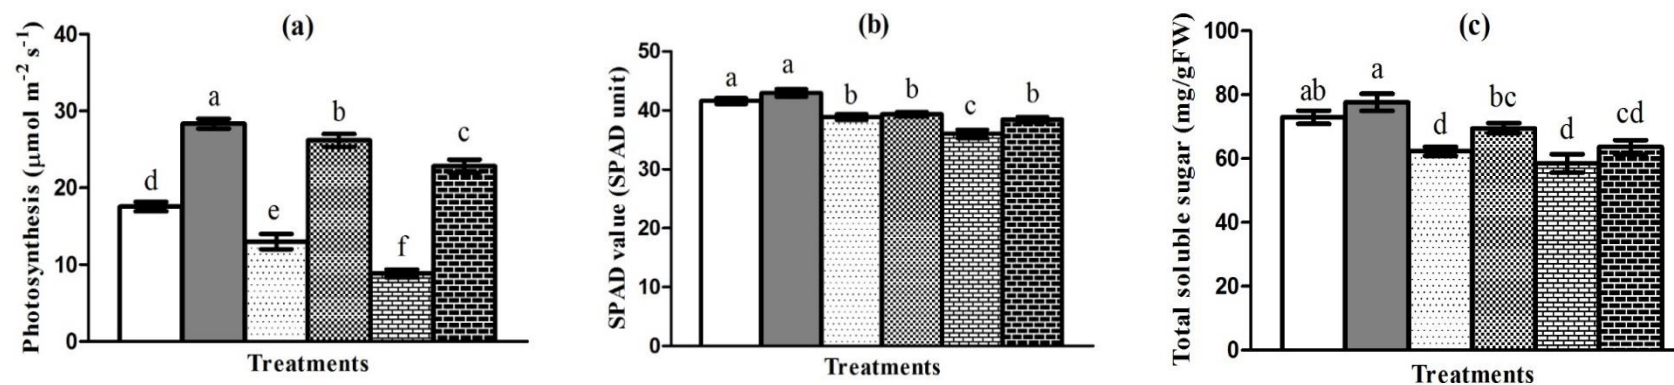 (a)
Photosynthesis (μmol m⁻² s⁻¹)
40
30
20
10
0
d
a
e
b
f
c
Treatments
(b)
SPAD value (SPAD unit)
50
40
30
20
10
0
a
a
b
b
c
b
Treatments
(c)
Total soluble sugar (mg/gFW)
100
80
60
40
20
0
ab
a
d
bc
d
cd
Treatments